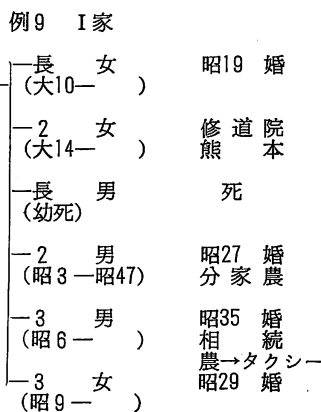 例9 I家
長女 昭19 婚
(大10― )
2女 修道院
(大14― ) 熊本
長男 死
(幼死)
2男 昭27 婚
(昭3―昭47) 分家農
3男 昭35 婚
(昭6― ) 相続
農→タクシー
3女 昭29 婚
(昭9― )